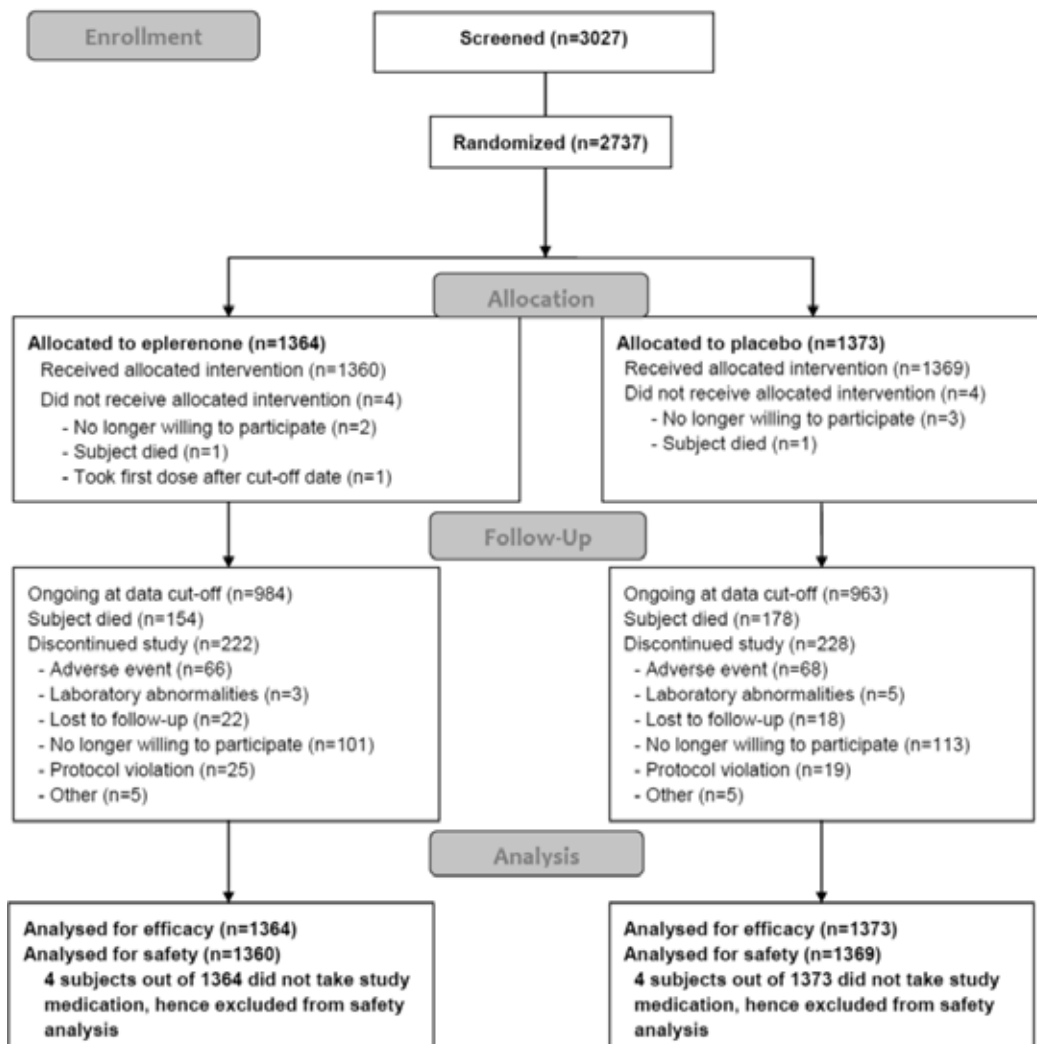 Enrollment
Screened (n=3027)
Randomized (n=2737)
Allocation
Allocated to eplerenone (n=1364)
Received allocated intervention (n=1360)
Did not receive allocated intervention (n=4)
- No longer willing to participate (n=2)
- Subject died (n=1)
- Took first dose after cut-off date (n=1)
Allocated to placebo (n=1373)
Received allocated intervention (n=1369)
Did not receive allocated intervention (n=4)
- No longer willing to participate (n=3)
- Subject died (n=1)
Follow-Up
Ongoing at data cut-off (n=984)
Subject died (n=154)
Discontinued study (n=222)
- Adverse event (n=66)
- Laboratory abnormalities (n=3)
- Lost to follow-up (n=22)
- No longer willing to participate (n=101)
- Protocol violation (n=25)
- Other (n=5)
Ongoing at data cut-off (n=963)
Subject died (n=178)
Discontinued study (n=228)
- Adverse event (n=68)
- Laboratory abnormalities (n=5)
- Lost to follow-up (n=18)
- No longer willing to participate (n=113)
- Protocol violation (n=19)
- Other (n=5)
Analysis
Analysed for efficacy (n=1364)
Analysed for safety (n=1360)
4 subjects out of 1364 did not take study
medication, hence excluded from safety
analysis
Analysed for efficacy (n=1373)
Analysed for safety (n=1369)
4 subjects out of 1373 did not take study
medication, hence excluded from safety
analysis